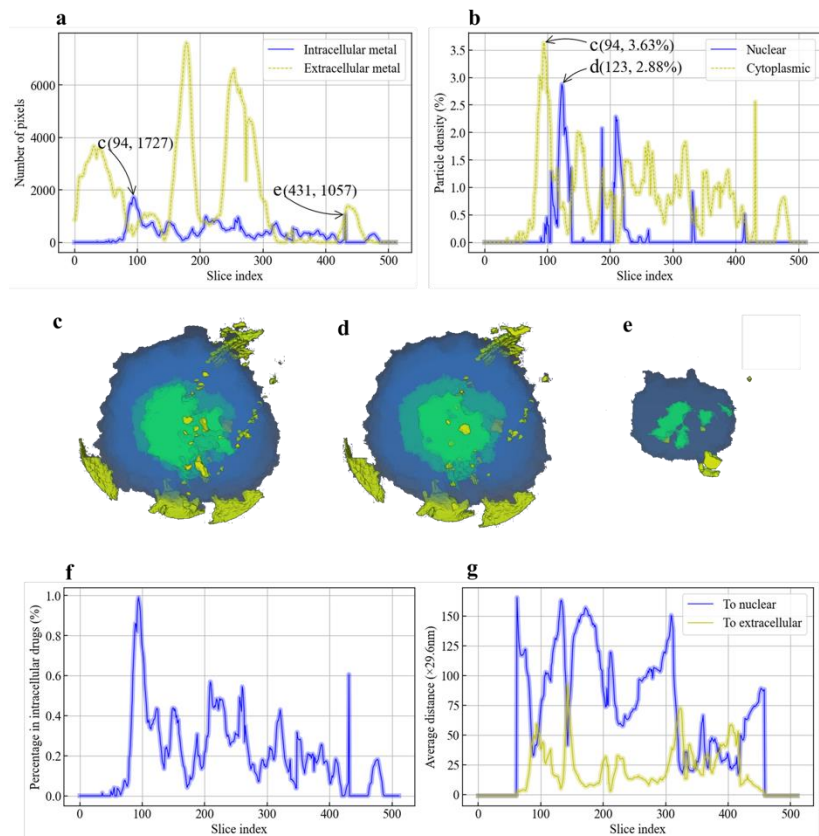 a
Number of pixels
6000
4000
2000
0
Intracellular metal
Extracellular metal
c(94, 1727)
e(431, 1057)
0 100 200 300 400 500
Slice index
b
Particle density (%)
3.5
3.0
2.5
2.0
1.5
1.0
0.5
0.0
c(94, 3.63%)
d(123, 2.88%)
Nuclear
Cytoplasmic
0 100 200 300 400 500
Slice index
c
d
e
f
Percentage in intracellular drugs (%)
1.0
0.8
0.6
0.4
0.2
0.0
0 100 200 300 400 500
Slice index
g
Average distance (×29.6nm)
150
125
100
75
50
25
0
To nuclear
To extracellular
0 100 200 300 400 500
Slice index